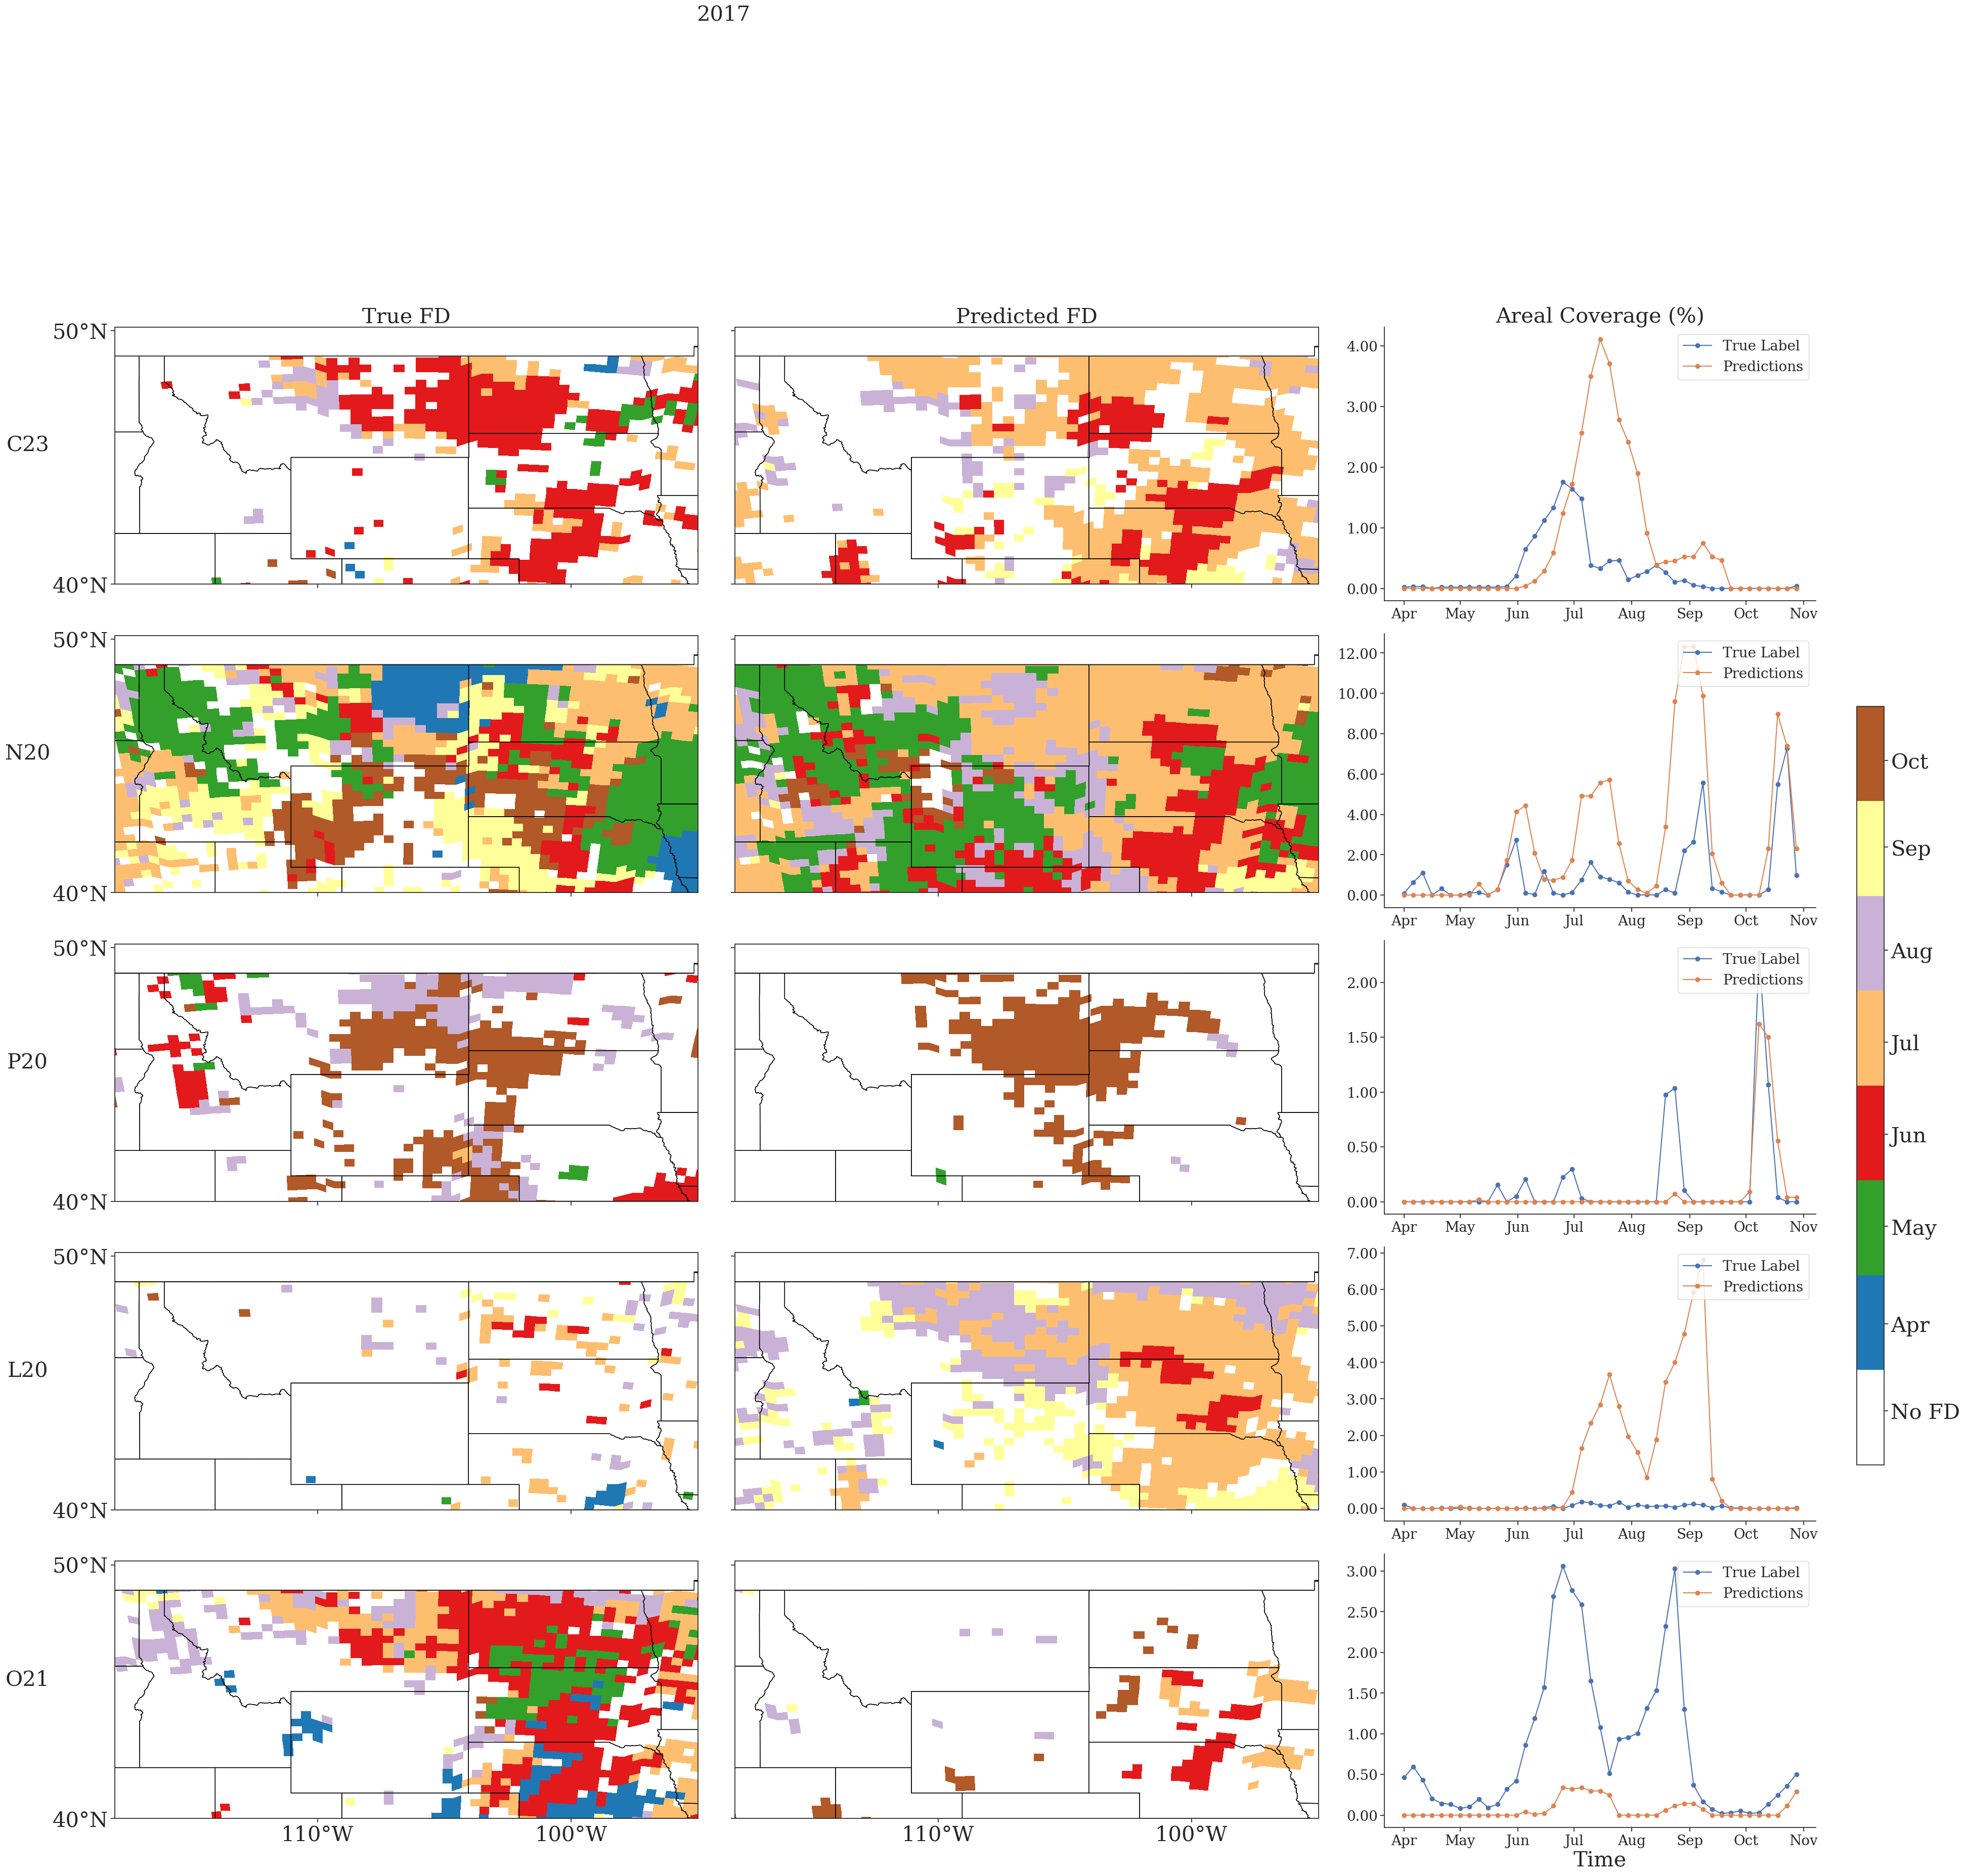 2017
True FD
Predicted FD
Areal Coverage (%)
C23
50°N
40°N
4.00
3.00
2.00
1.00
0.00
True Label
Predictions
Apr May Jun Jul Aug Sep Oct Nov
N20
50°N
40°N
12.00
10.00
8.00
6.00
4.00
2.00
0.00
True Label
Predictions
Apr May Jun Jul Aug Sep Oct Nov
P20
50°N
40°N
2.00
1.50
1.00
0.50
0.00
True Label
Predictions
Apr May Jun Jul Aug Sep Oct Nov
L20
50°N
40°N
7.00
6.00
5.00
4.00
3.00
2.00
1.00
0.00
True Label
Predictions
Apr May Jun Jul Aug Sep Oct Nov
O21
50°N
40°N
110°W 100°W
110°W 100°W
3.00
2.50
2.00
1.50
1.00
0.50
0.00
True Label
Predictions
Apr May Jun Jul Aug Sep Oct Nov
Time
Oct
Sep
Aug
Jul
Jun
May
Apr
No FD